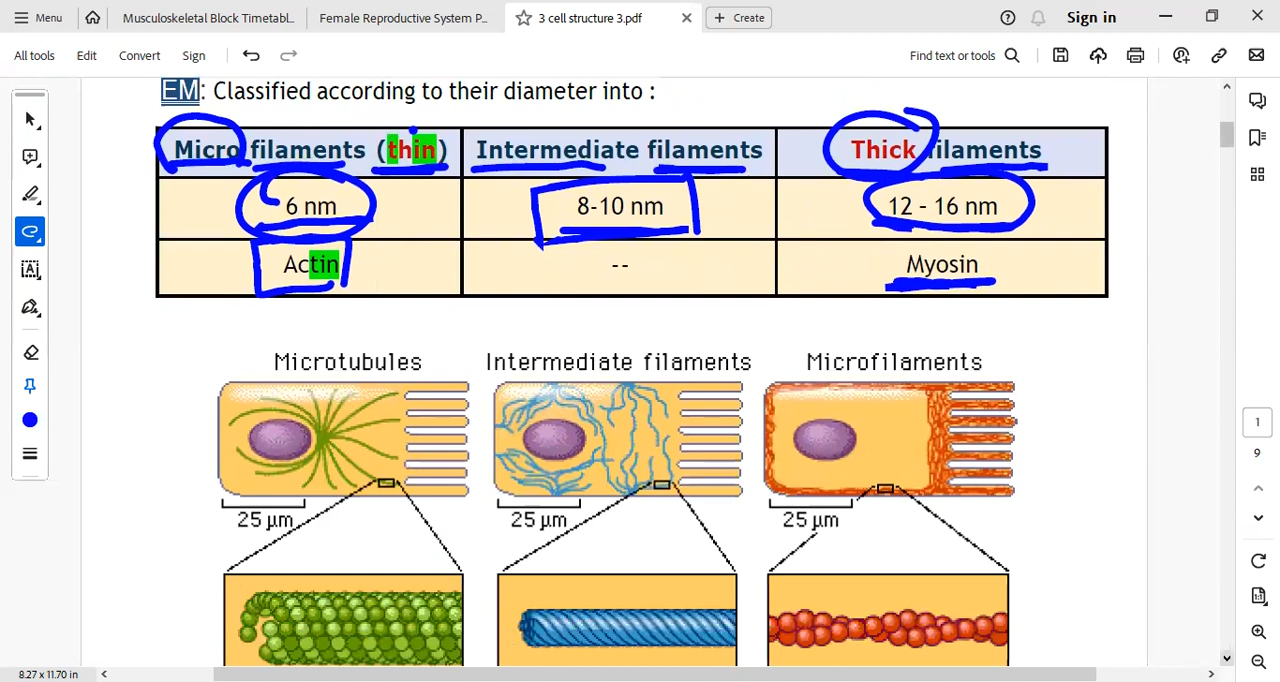 Menu Musculoskeletal Block Timetabl... Female Reproductive System P... 3 cell structure 3.pdf Create Sign in
All tools Edit Convert Sign Find text or tools
EM: Classified according to their diameter into :
Micro filaments (thin) Intermediate filaments Thick filaments
6 nm 8-10 nm 12 - 16 nm
Actin -- Myosin
Microtubules Intermediate filaments Microfilaments
25 µm 25 µm 25 µm
1
9
8.27 x 11.70 in